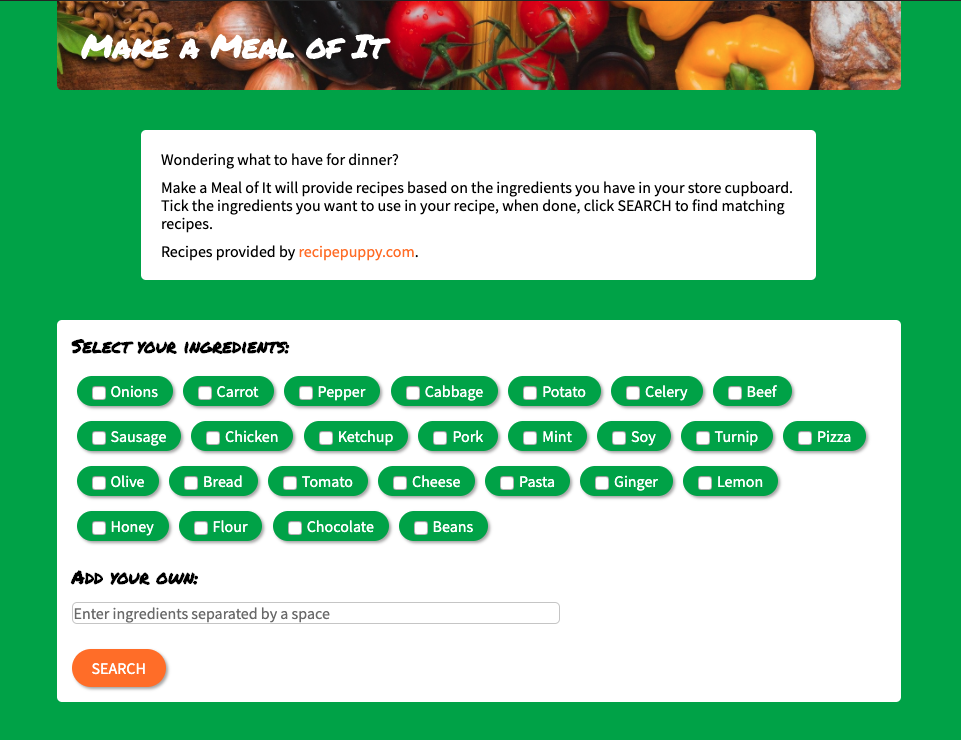 Make a Meal of It
Wondering what to have for dinner?
Make a Meal of It will provide recipes based on the ingredients you have in your store cupboard.
Tick the ingredients you want to use in your recipe, when done, click SEARCH to find matching
recipes.
Recipes provided by recipepuppy.com.
Select your ingredients:
Onions Carrot Pepper Cabbage Potato Celery Beef
Sausage Chicken Ketchup Pork Mint Soy Turnip Pizza
Olive Bread Tomato Cheese Pasta Ginger Lemon
Honey Flour Chocolate Beans
Add your own:
Enter ingredients separated by a space
SEARCH